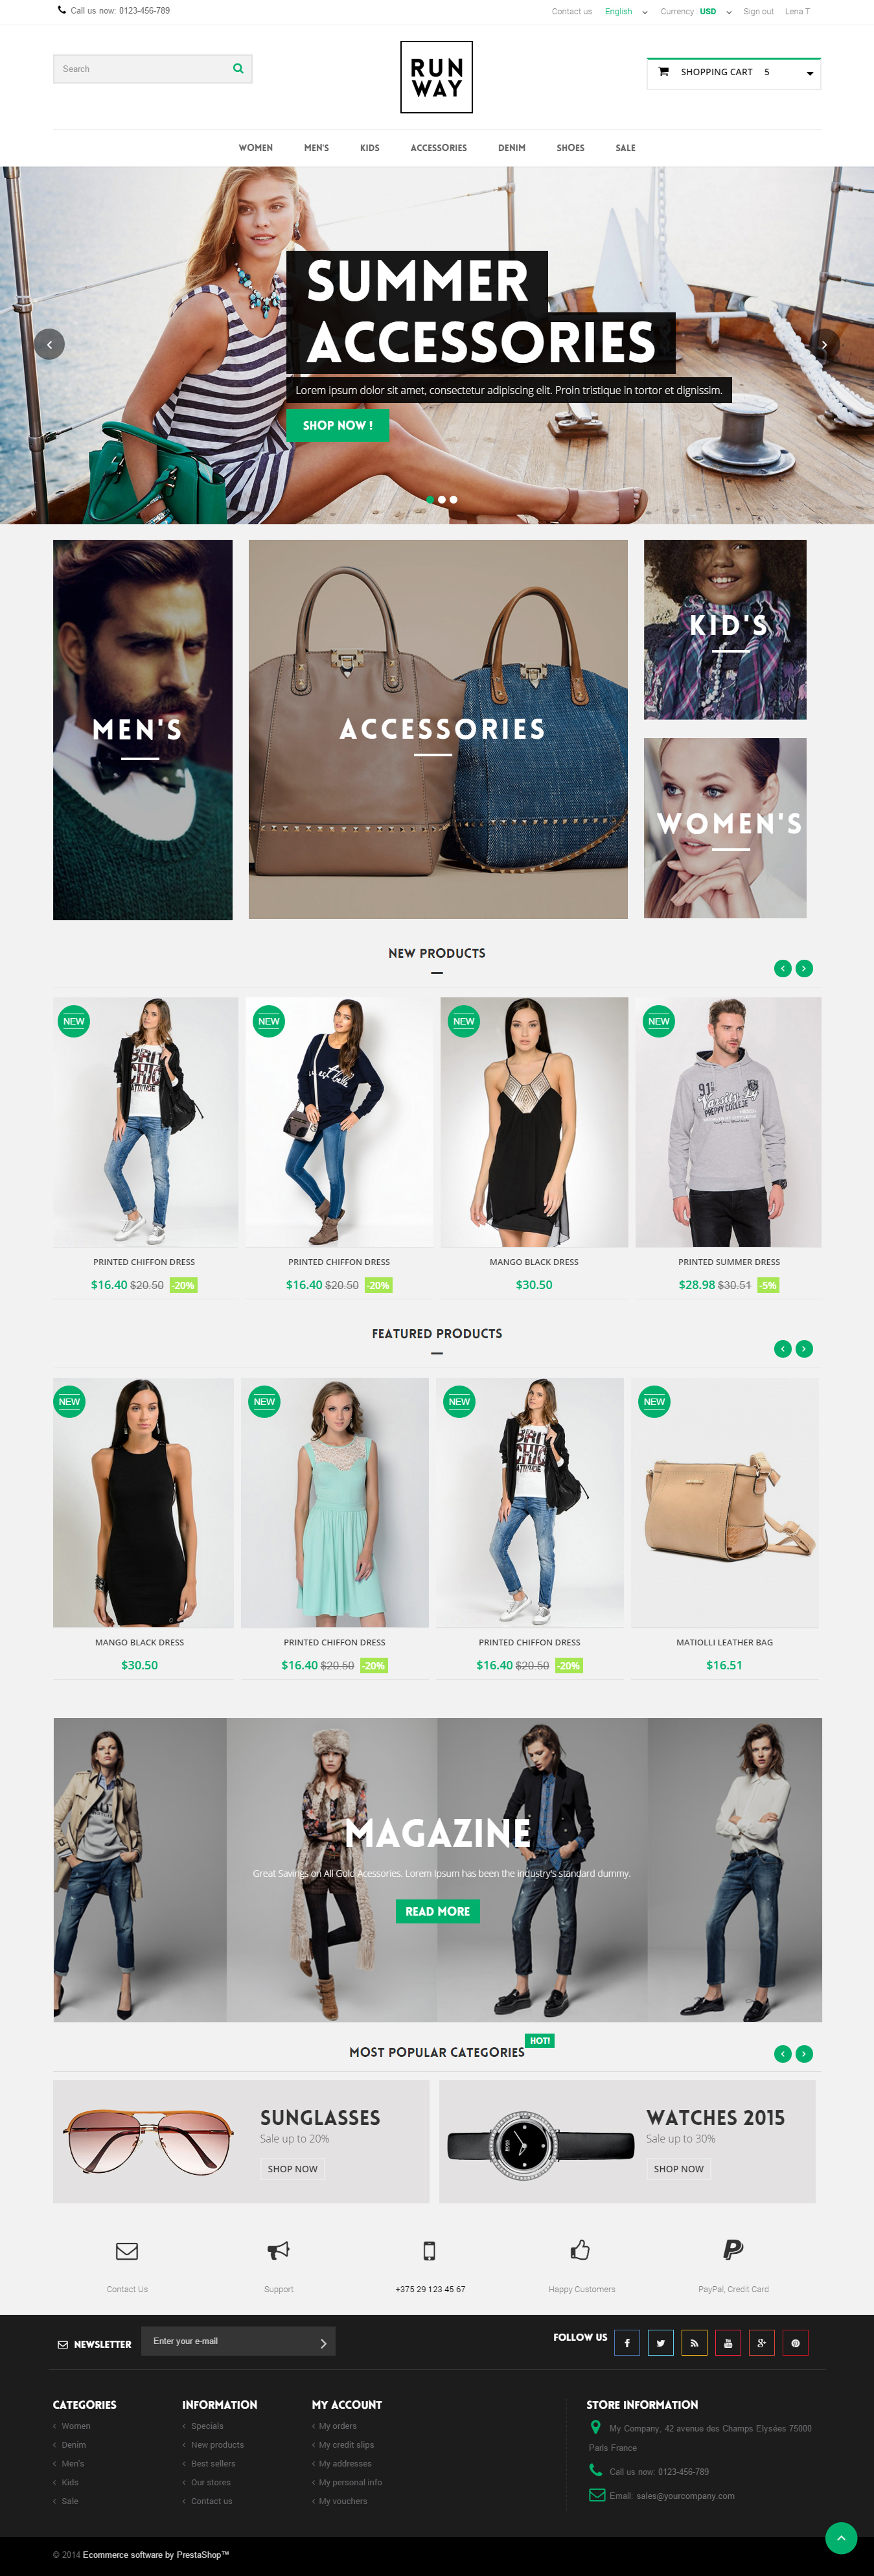 Call us now: 0123-456-789
Contact us English Currency : USD Sign out Lena T
Search
RUN
WAY
SHOPPING CART 5
WOMEN MEN'S KIDS ACCESSORIES DENIM SHOES SALE
SUMMER
ACCESSORIES
Lorem ipsum dolor sit amet, consectetur adipiscing elit. Proin tristique in tortor et dignissim.
SHOP NOW !
MEN'S
ACCESSORIES
KID'S
WOMEN'S
NEW PRODUCTS
NEW NEW NEW NEW
PRINTED CHIFFON DRESS PRINTED CHIFFON DRESS MANGO BLACK DRESS PRINTED SUMMER DRESS
$16.40 $20.50 -20% $16.40 $20.50 -20% $30.50 $28.98 $30.51 -5%
FEATURED PRODUCTS
NEW NEW NEW NEW
MANGO BLACK DRESS PRINTED CHIFFON DRESS PRINTED CHIFFON DRESS MATIOLLI LEATHER BAG
$30.50 $16.40 $20.50 -20% $16.40 $20.50 -20% $16.51
MAGAZINE
Great Savings on All Gold Acessories. Lorem Ipsum has been the industry's standard dummy.
READ MORE
MOST POPULAR CATEGORIES HOT!
SUNGLASSES
Sale up to 20%
SHOP NOW
WATCHES 2015
Sale up to 30%
SHOP NOW
Contact Us Support +375 29 123 45 67 Happy Customers PayPal, Credit Card
NEWSLETTER Enter your e-mail FOLLOW US
CATEGORIES
Women
Denim
Men's
Kids
Sale
INFORMATION
Specials
New products
Best sellers
Our stores
Contact us
MY ACCOUNT
My orders
My credit slips
My addresses
My personal info
My vouchers
STORE INFORMATION
My Company, 42 avenue des Champs Elysées 75000
Paris France
Call us now: 0123-456-789
Email: sales@yourcompany.com
© 2014 Ecommerce software by PrestaShop™